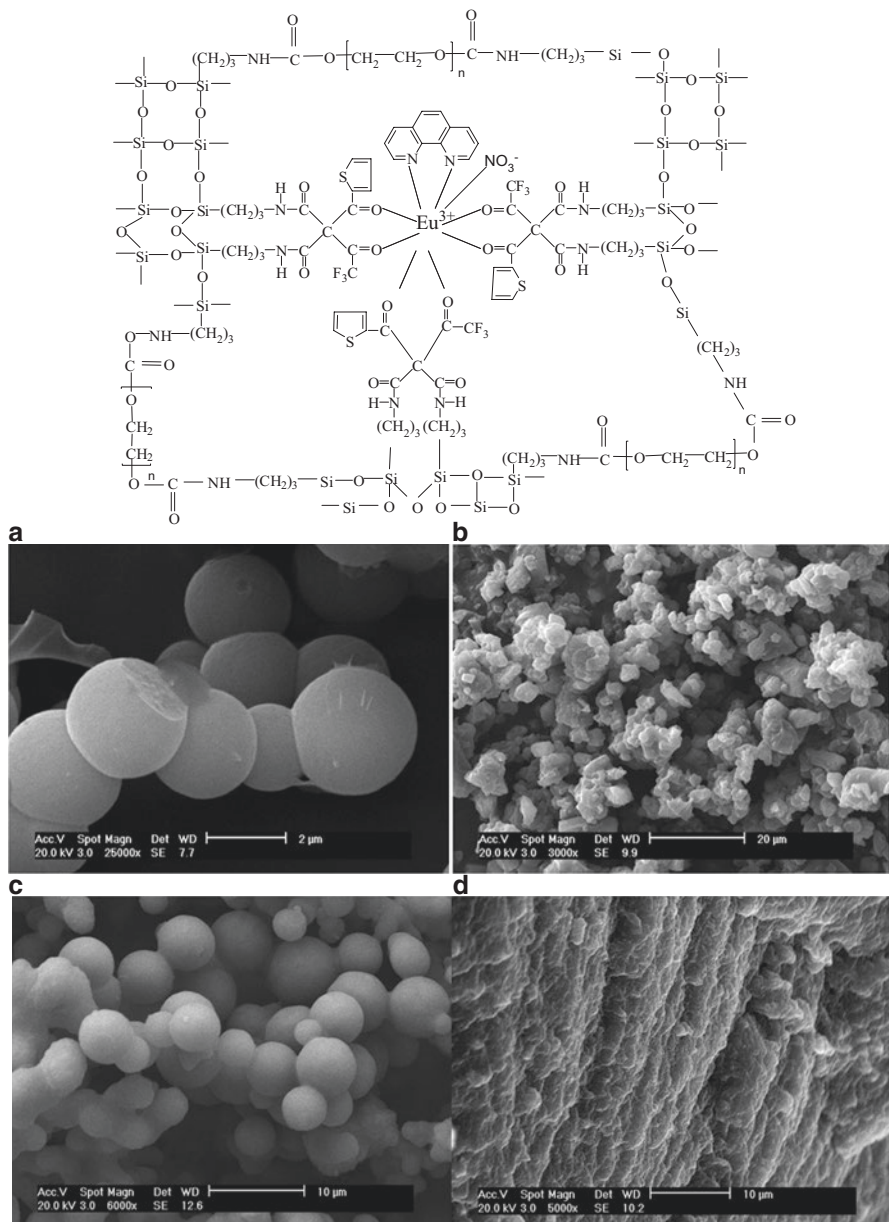 O O
(CH2)3 NH C O [ CH2 CH2 O ] n C NH (CH2)3 Si O
Si O Si Si O Si
O O O O
Si O Si Si O Si
O O N N NO3- O
S H O CF3 O H
Si O Si (CH2)3 N C C O Eu3+ O C C N (CH2)3 Si O
O O C C O
Si O Si (CH2)3 N C C O O C C N (CH2)3 Si O
H O F3C S O H
O O
Si O O Si
O NH (CH2)3 S C C CF3 (CH2)3
C O C NH
O O C C O C O
CH2 H N N H O O
CH2 (CH2)3 (CH2)3 (CH2)3 NH C O [ CH2 CH2 ] n O
O n C NH (CH2)3 Si O Si Si O Si
O Si O O O Si O
a
b
Acc.V Spot Magn Det WD 2 µm
20.0 kV 3.0 25000x SE 7.7
Acc.V Spot Magn Det WD 20 µm
20.0 kV 3.0 3000x SE 9.9
c
d
Acc.V Spot Magn Det WD 10 µm
20.0 kV 3.0 6000x SE 12.6
Acc.V Spot Magn Det WD 10 µm
20.0 kV 3.0 5000x SE 10.2